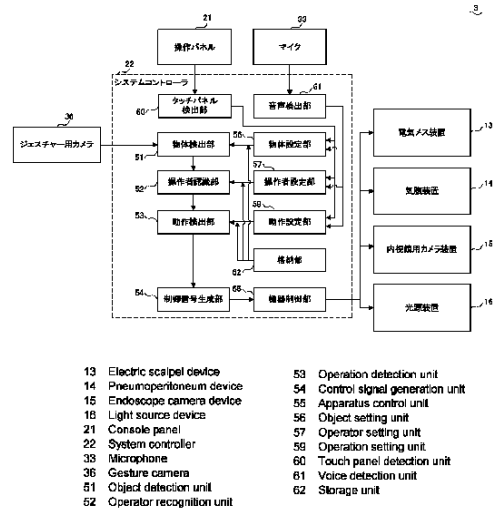 3
21
33
操作パネル
マイク
22
システムコントローラ
61
36
60
タッチパネル
検出部
音声検出部
13
ジェスチャー用カメラ
物体検出部
56
物体設定部
電気メス装置
51
57
操作者認識部
操作者設定部
14
52
59
気腹装置
動作検出部
動作設定部
53
15
格納部
内視鏡用カメラ装置
62
54
55
16
制御信号生成部
機器制御部
光源装置
13 Electric scalpel device
14 Pneumoperitoneum device
15 Endoscope camera device
16 Light source device
21 Console panel
22 System controller
33 Microphone
36 Gesture camera
51 Object detection unit
52 Operator recognition unit
53 Operation detection unit
54 Control signal generation unit
55 Apparatus control unit
56 Object setting unit
57 Operator setting unit
59 Operation setting unit
60 Touch panel detection unit
61 Voice detection unit
62 Storage unit